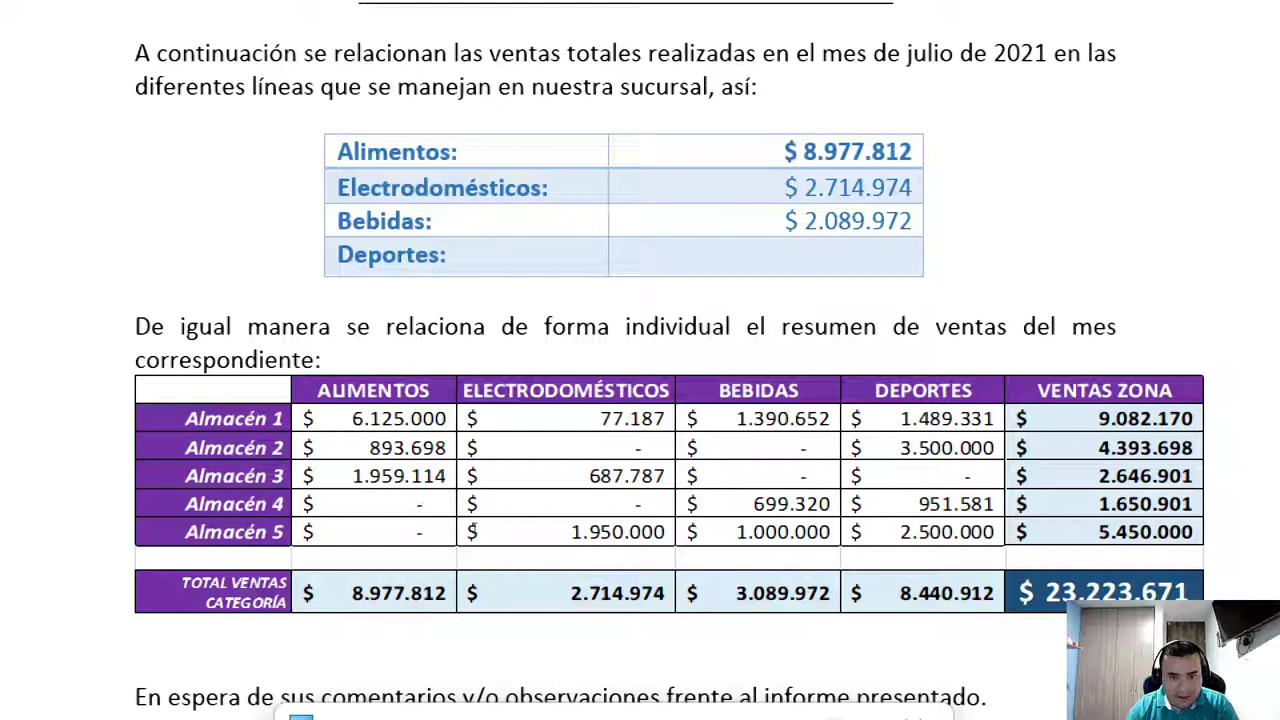 A continuación se relacionan las ventas totales realizadas en el mes de julio de 2021 en las
diferentes líneas que se manejan en nuestra sucursal, así:
Alimentos: $ 8.977.812
Electrodomésticos: $ 2.714.974
Bebidas: $ 2.089.972
Deportes:
De igual manera se relaciona de forma individual el resumen de ventas del mes
correspondiente:
ALIMENTOS ELECTRODOMÉSTICOS BEBIDAS DEPORTES VENTAS ZONA
Almacén 1 $ 6.125.000 $ 77.187 $ 1.390.652 $ 1.489.331 $ 9.082.170
Almacén 2 $ 893.698 $ - $ - $ 3.500.000 $ 4.393.698
Almacén 3 $ 1.959.114 $ 687.787 $ - $ - $ 2.646.901
Almacén 4 $ - $ - $ 699.320 $ 951.581 $ 1.650.901
Almacén 5 $ - $ 1.950.000 $ 1.000.000 $ 2.500.000 $ 5.450.000
TOTAL VENTAS
CATEGORÍA $ 8.977.812 $ 2.714.974 $ 3.089.972 $ 8.440.912 $ 23.223.671
En espera de sus comentarios y/o observaciones frente al informe presentado.